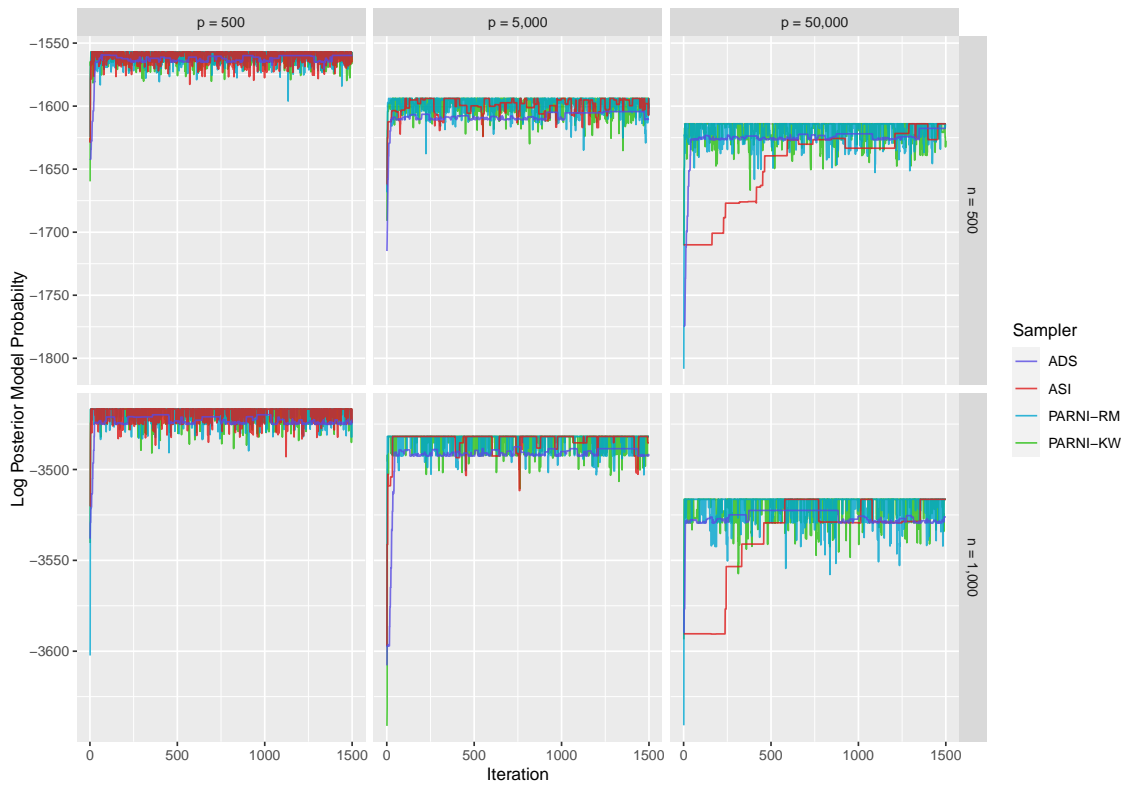 p = 500
p = 5,000
p = 50,000
−1550
−1600
−1650
−1700
−1750
−1800
n = 500
−3500
−3550
−3600
n = 1,000
0
500
1000
1500
0
500
1000
1500
0
500
1000
1500
Iteration
Log Posterior Model Probabilty
Sampler
ADS
ASI
PARNI−RM
PARNI−KW